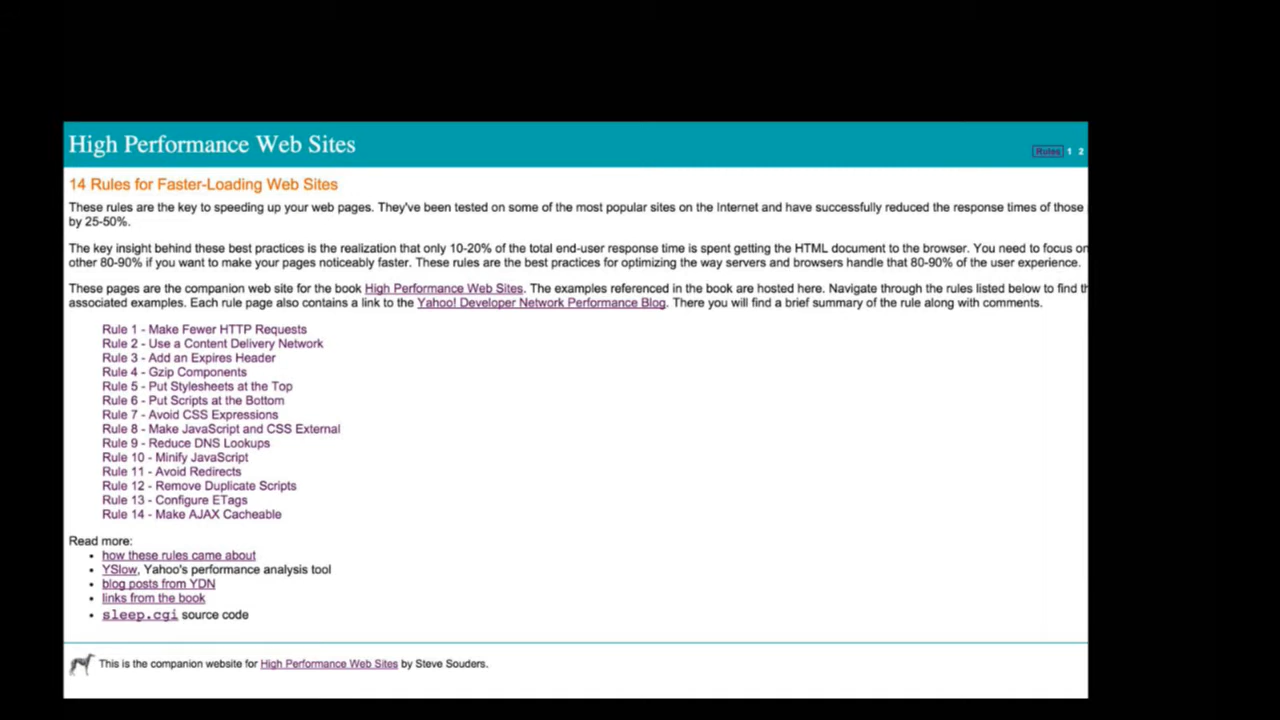 High Performance Web Sites
Rules 1 2
14 Rules for Faster-Loading Web Sites
These rules are the key to speeding up your web pages. They've been tested on some of the most popular sites on the Internet and have successfully reduced the response times of those
by 25-50%.
The key insight behind these best practices is the realization that only 10-20% of the total end-user response time is spent getting the HTML document to the browser. You need to focus on
other 80-90% if you want to make your pages noticeably faster. These rules are the best practices for optimizing the way servers and browsers handle that 80-90% of the user experience.
These pages are the companion web site for the book High Performance Web Sites. The examples referenced in the book are hosted here. Navigate through the rules listed below to find th
associated examples. Each rule page also contains a link to the Yahoo! Developer Network Performance Blog. There you will find a brief summary of the rule along with comments.
Rule 1 - Make Fewer HTTP Requests
Rule 2 - Use a Content Delivery Network
Rule 3 - Add an Expires Header
Rule 4 - Gzip Components
Rule 5 - Put Stylesheets at the Top
Rule 6 - Put Scripts at the Bottom
Rule 7 - Avoid CSS Expressions
Rule 8 - Make JavaScript and CSS External
Rule 9 - Reduce DNS Lookups
Rule 10 - Minify JavaScript
Rule 11 - Avoid Redirects
Rule 12 - Remove Duplicate Scripts
Rule 13 - Configure ETags
Rule 14 - Make AJAX Cacheable
Read more:
• how these rules came about
• YSlow, Yahoo's performance analysis tool
• blog posts from YDN
• links from the book
• sleep.cgi source code
This is the companion website for High Performance Web Sites by Steve Souders.